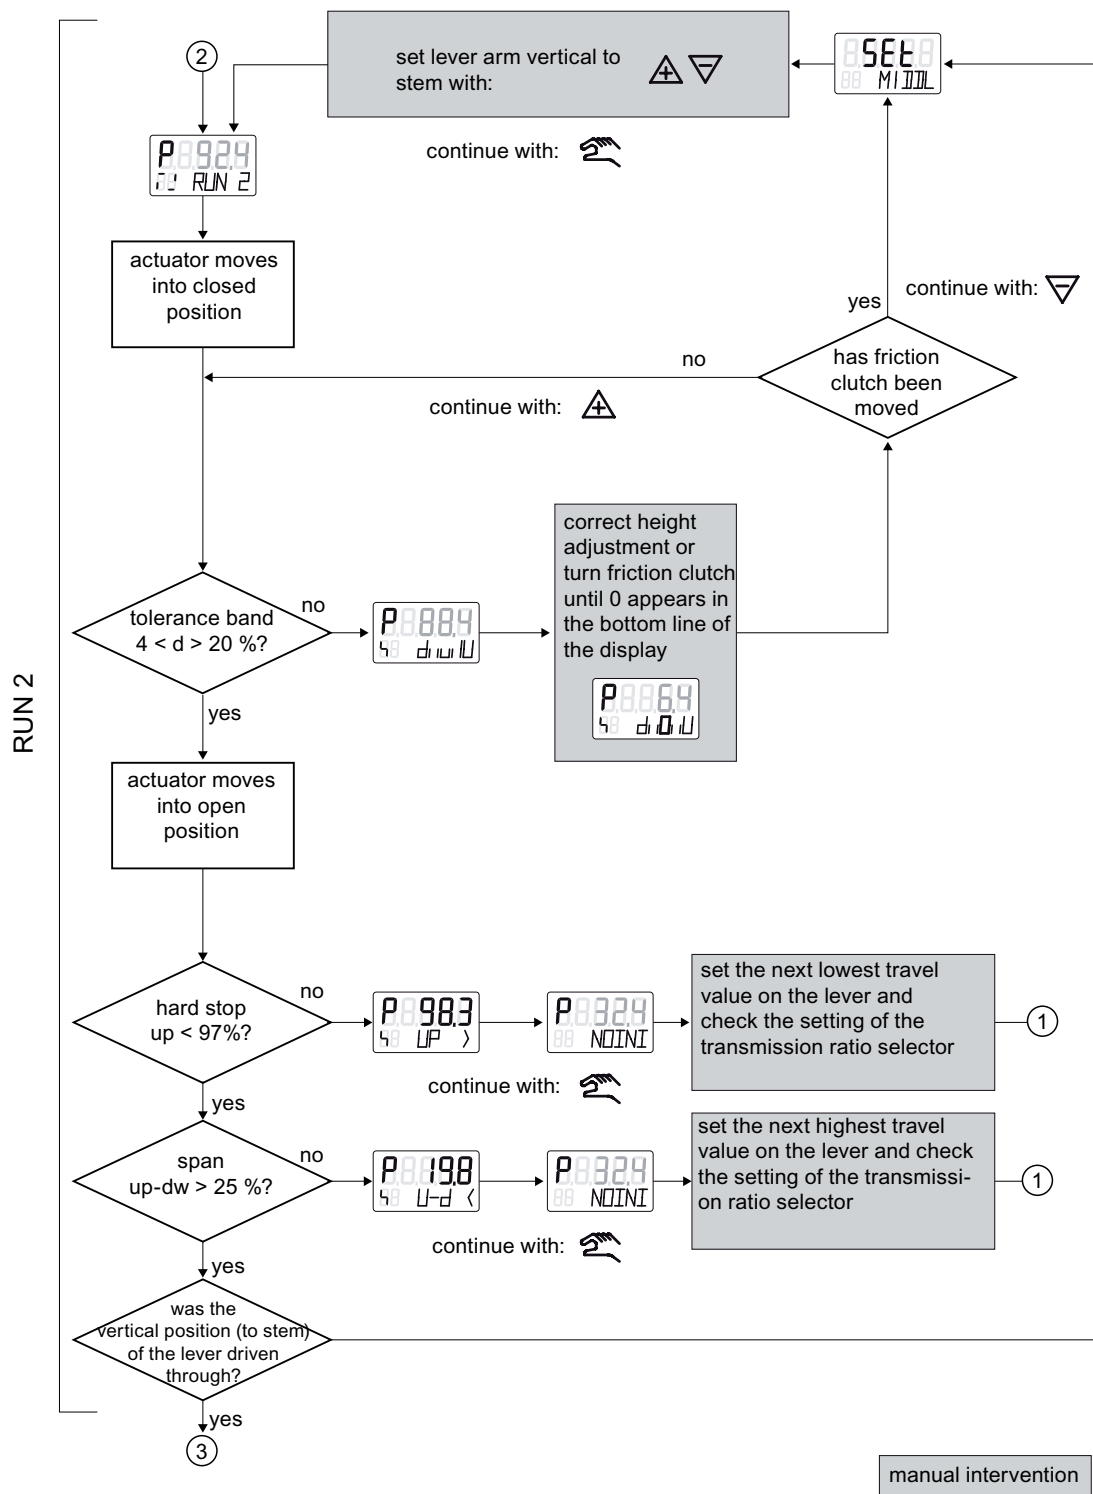 RUN 2
2
set lever arm vertical to
stem with:
SEt
MIDDL
continue with:
P 92.4
RUN 2
actuator moves
into closed
position
continue with:
yes
has friction
clutch been
moved
no
continue with:
correct height
adjustment or
turn friction clutch
until 0 appears in
the bottom line of
the display
tolerance band
4 < d > 20 %?
no
P 88.4
P 6.4
yes
actuator moves
into open
position
hard stop
up < 97%?
no
P 98.3
UP >
P 32.4
NOINI
set the next lowest travel
value on the lever and
check the setting of the
transmission ratio selector
1
continue with:
yes
span
up-dw > 25 %?
no
P 19.8
U-d <
P 32.4
NOINI
set the next highest travel
value on the lever and check
the setting of the transmissi-
on ratio selector
1
continue with:
yes
was the
vertical position (to stem)
of the lever driven
through?
yes
3
manual intervention